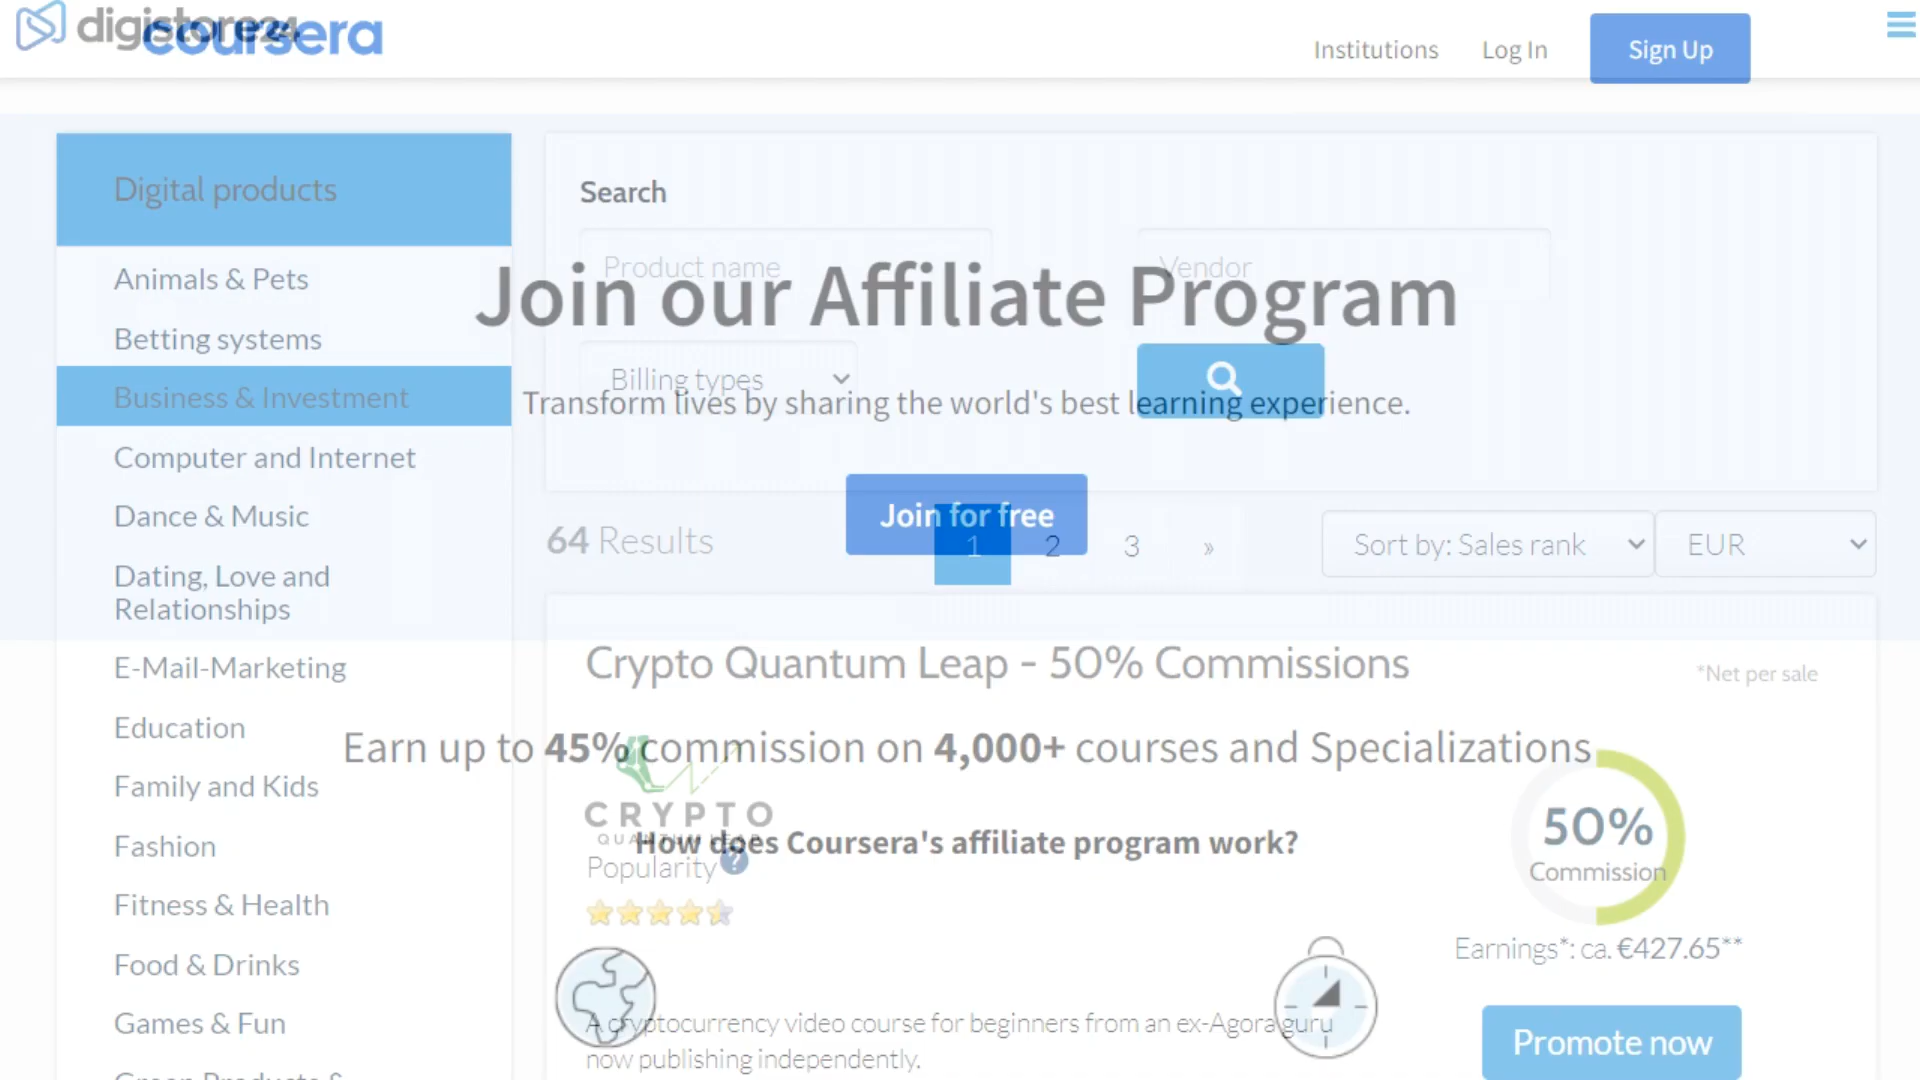 digistore24
coursera
Institutions
Log In
Sign Up
Digital products
Animals & Pets
Betting systems
Business & Investment
Computer and Internet
Dance & Music
Dating, Love and
Relationships
E-Mail-Marketing
Education
Family and Kids
Fashion
Fitness & Health
Food & Drinks
Games & Fun
Search
Product name
Vendor
Join our Affiliate Program
Billing types
Transform lives by sharing the world's best learning experience.
Join for free
64 Results
1 2 3 »
Sort by: Sales rank
EUR
Crypto Quantum Leap - 50% Commissions
*Net per sale
Earn up to 45% commission on 4,000+ courses and Specializations
CRYPTO
QUANTUM LEAP
How does Coursera's affiliate program work?
Popularity ?
50%
Commission
Earnings*: ca. €427.65**
A cryptocurrency video course for beginners from an ex-Agora guru
now publishing independently.
Promote now